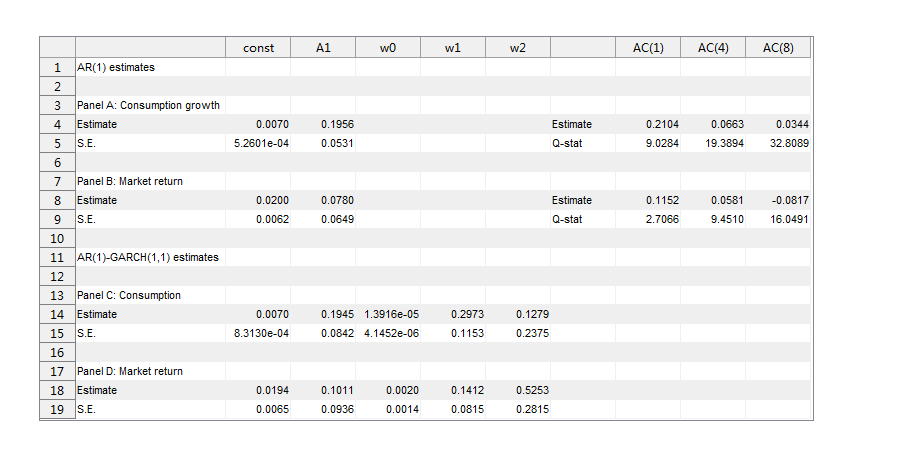 const A1 w0 w1 w2 AC(1) AC(4) AC(8)
1 AR(1) estimates
2
3 Panel A: Consumption growth
4 Estimate 0.0070 0.1956 Estimate 0.2104 0.0663 0.0344
5 S.E. 5.2601e-04 0.0531 Q-stat 9.0284 19.3894 32.8089
6
7 Panel B: Market return
8 Estimate 0.0200 0.0780 Estimate 0.1152 0.0581 -0.0817
9 S.E. 0.0062 0.0649 Q-stat 2.7066 9.4510 16.0491
10
11 AR(1)-GARCH(1,1) estimates
12
13 Panel C: Consumption
14 Estimate 0.0070 0.1945 1.3916e-05 0.2973 0.1279
15 S.E. 8.3130e-04 0.0842 4.1452e-06 0.1153 0.2375
16
17 Panel D: Market return
18 Estimate 0.0194 0.1011 0.0020 0.1412 0.5253
19 S.E. 0.0065 0.0936 0.0014 0.0815 0.2815